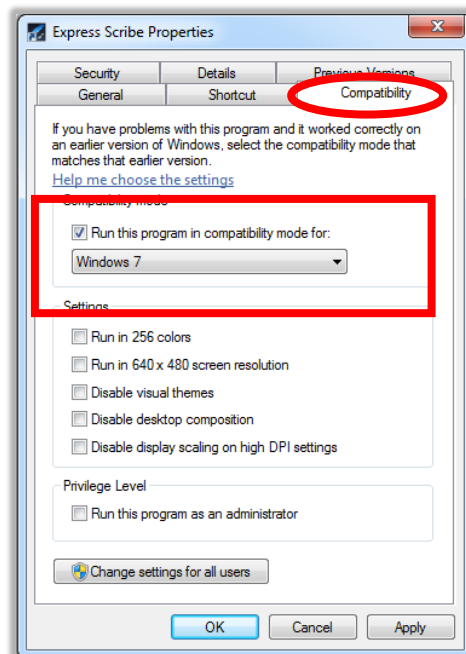 Express Scribe Properties
Security Details Previous Versions
General Shortcut Compatibility
If you have problems with this program and it worked correctly on
an earlier version of Windows, select the compatibility mode that
matches that earlier version.
Help me choose the settings
Compatibility mode
Run this program in compatibility mode for:
Windows 7
Settings
Run in 256 colors
Run in 640 x 480 screen resolution
Disable visual themes
Disable desktop composition
Disable display scaling on high DPI settings
Privilege Level
Run this program as an administrator
Change settings for all users
OK Cancel Apply